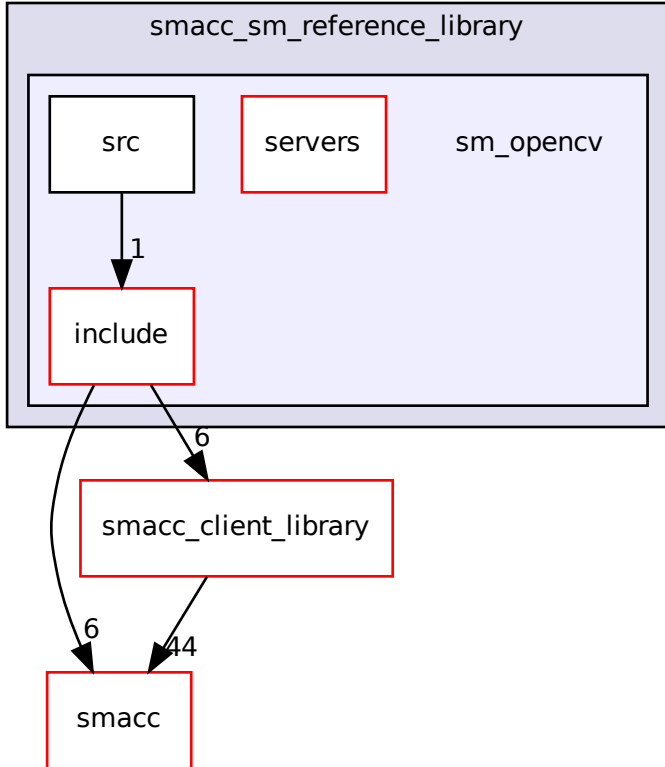 smacc_sm_reference_library
src
servers
sm_opencv
1
include
6
smacc_client_library
6
44
smacc